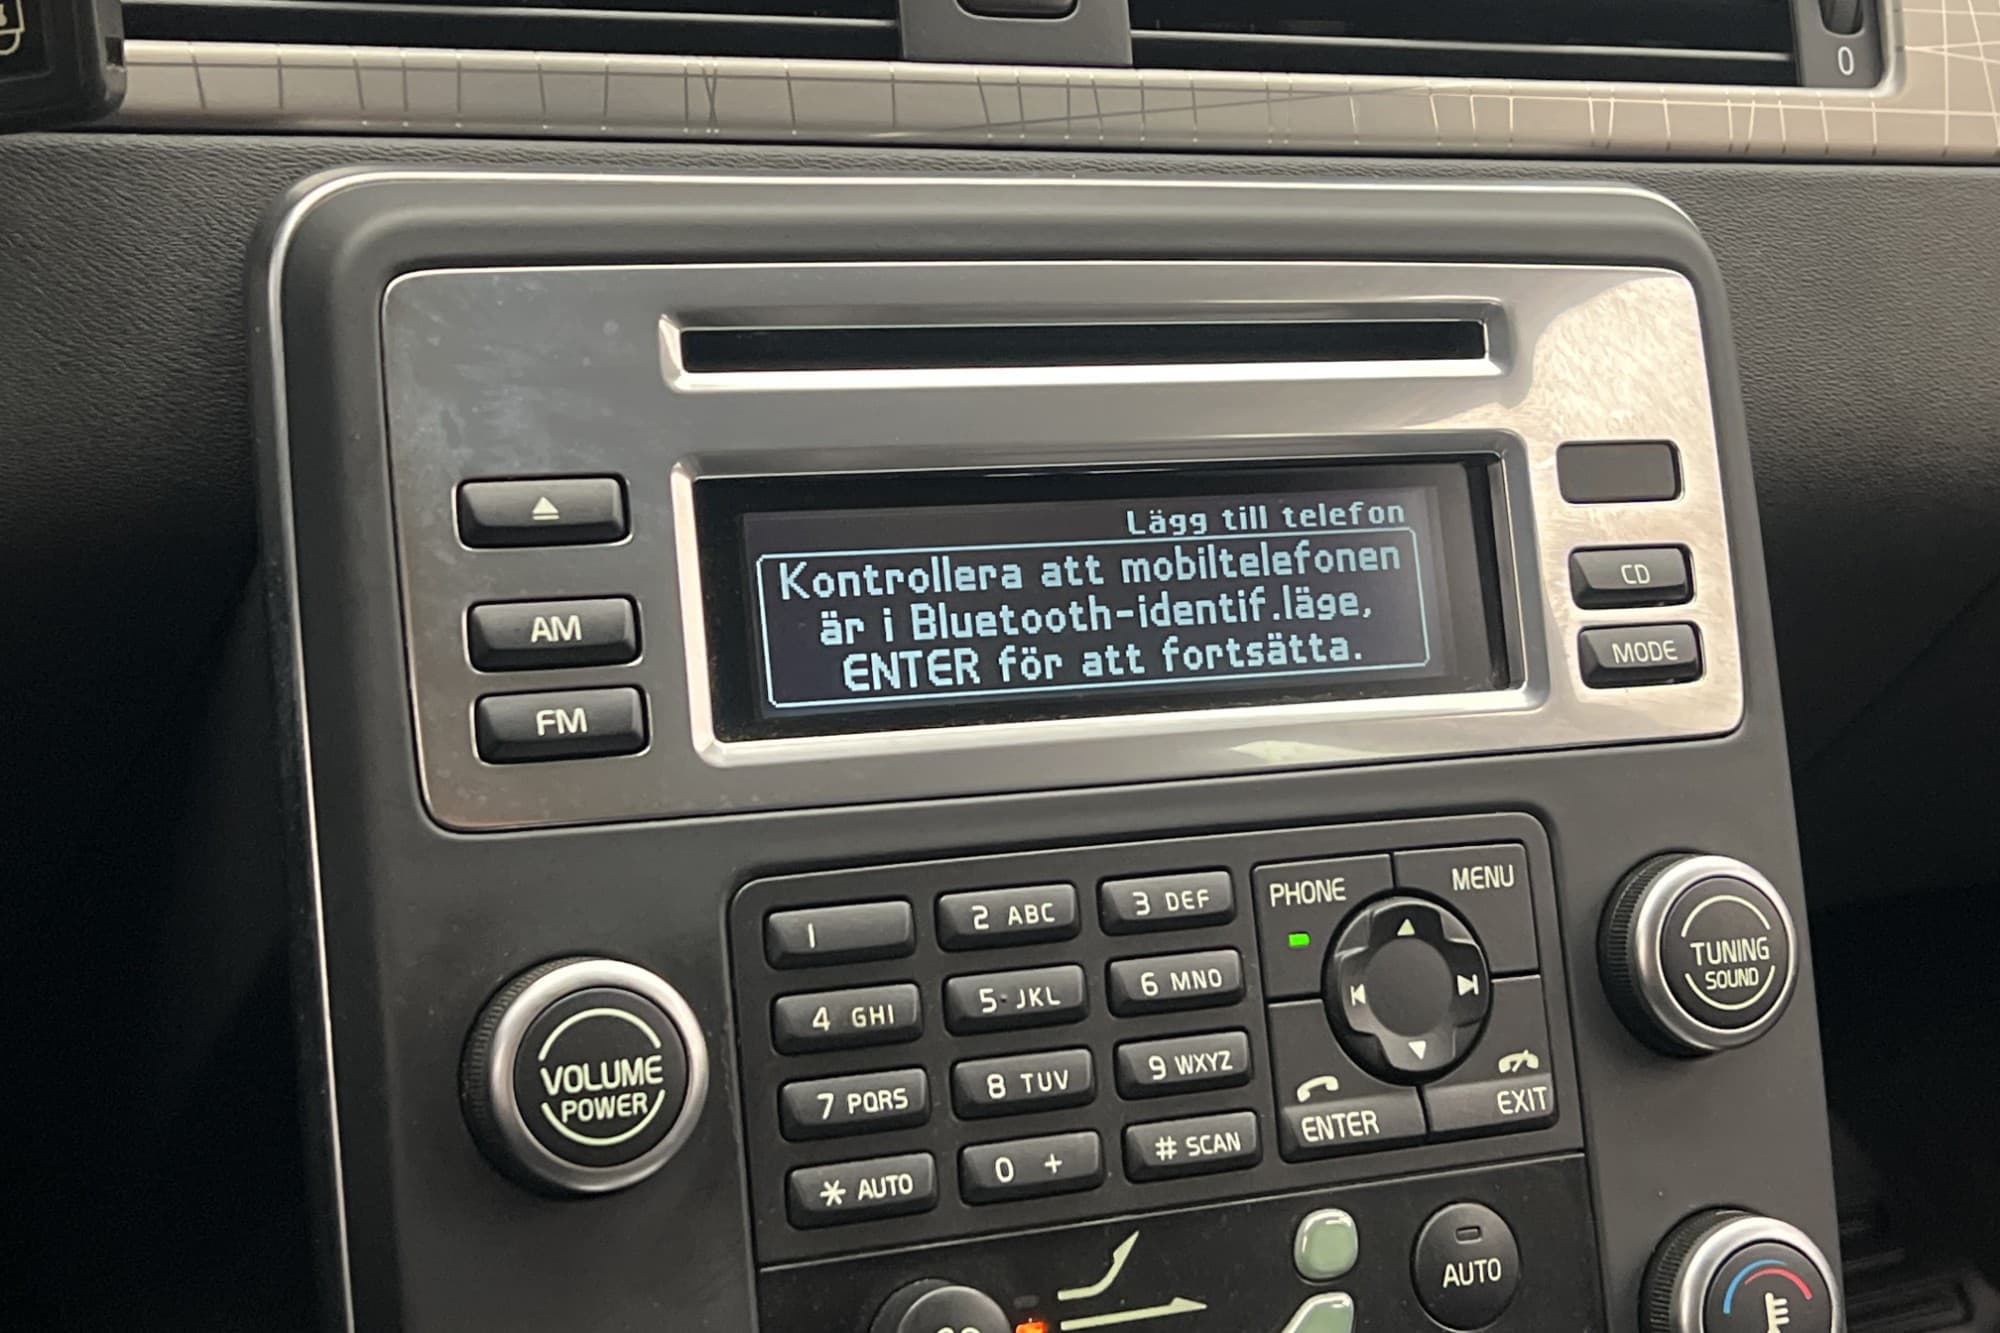 0
Lägg till telefon
Kontrollera att mobiltelefonen
är i Bluetooth-identif.läge,
ENTER för att fortsätta.
AM
FM
CD
MODE
1
2 ABC
3 DEF
4 GHI
5 JKL
6 MNO
7 PQRS
8 TUV
9 WXYZ
* AUTO
0 +
# SCAN
PHONE
MENU
ENTER
EXIT
VOLUME
POWER
TUNING
SOUND
AUTO